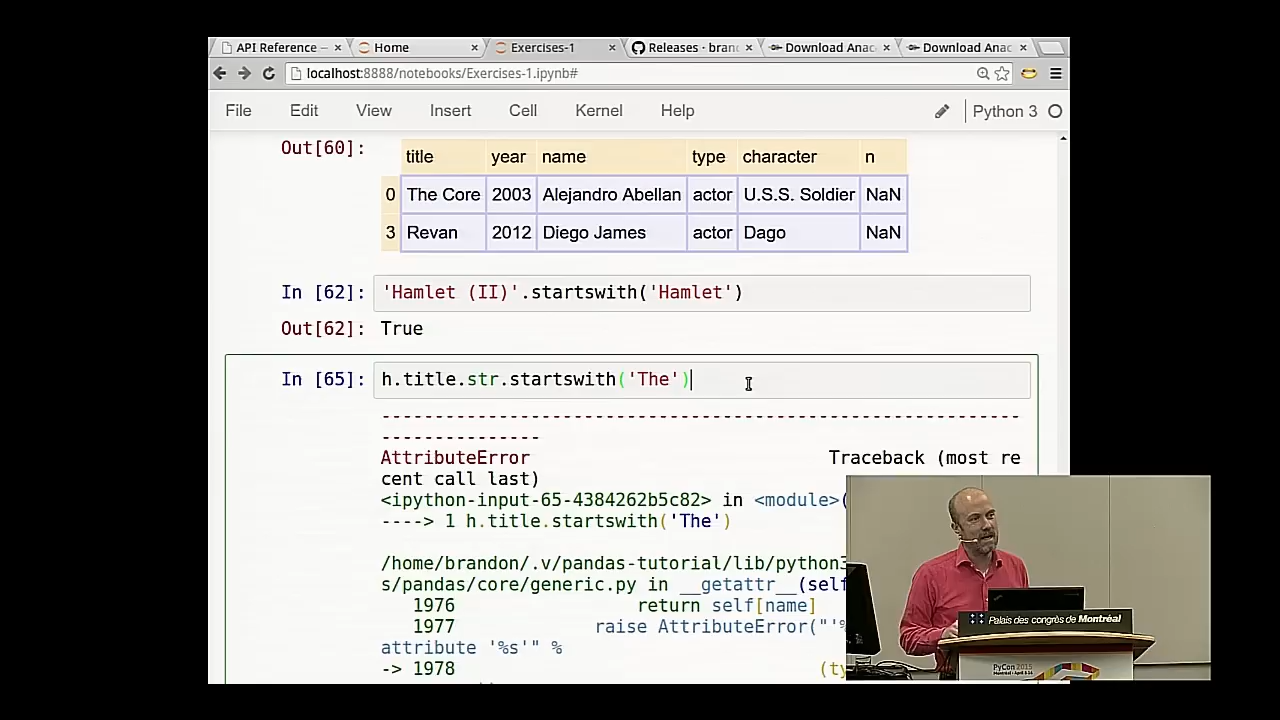 API Reference – × Home × Exercises-1 × Releases · bran × Download Anac × Download Anac ×
localhost:8888/notebooks/Exercises-1.ipynb#
File Edit View Insert Cell Kernel Help Python 3
Out[60]:
title year name type character n
0 The Core 2003 Alejandro Abellan actor U.S.S. Soldier NaN
3 Revan 2012 Diego James actor Dago NaN
In [62]: 'Hamlet (II)'.startswith('Hamlet')
Out[62]: True
In [65]: h.title.str.startswith('The')
---------------------------------------------------------------------------
AttributeError Traceback (most re
cent call last)
<ipython-input-65-4384262b5c82> in <module>(
----> 1 h.title.startswith('The')
/home/brandon/.v/pandas-tutorial/lib/python3
s/pandas/core/generic.py in __getattr__(self
1976 return self[name]
1977 raise AttributeError("'%
attribute '%s'" %
-> 1978 (ty
Palais des congrès de Montréal
PyCon 2015